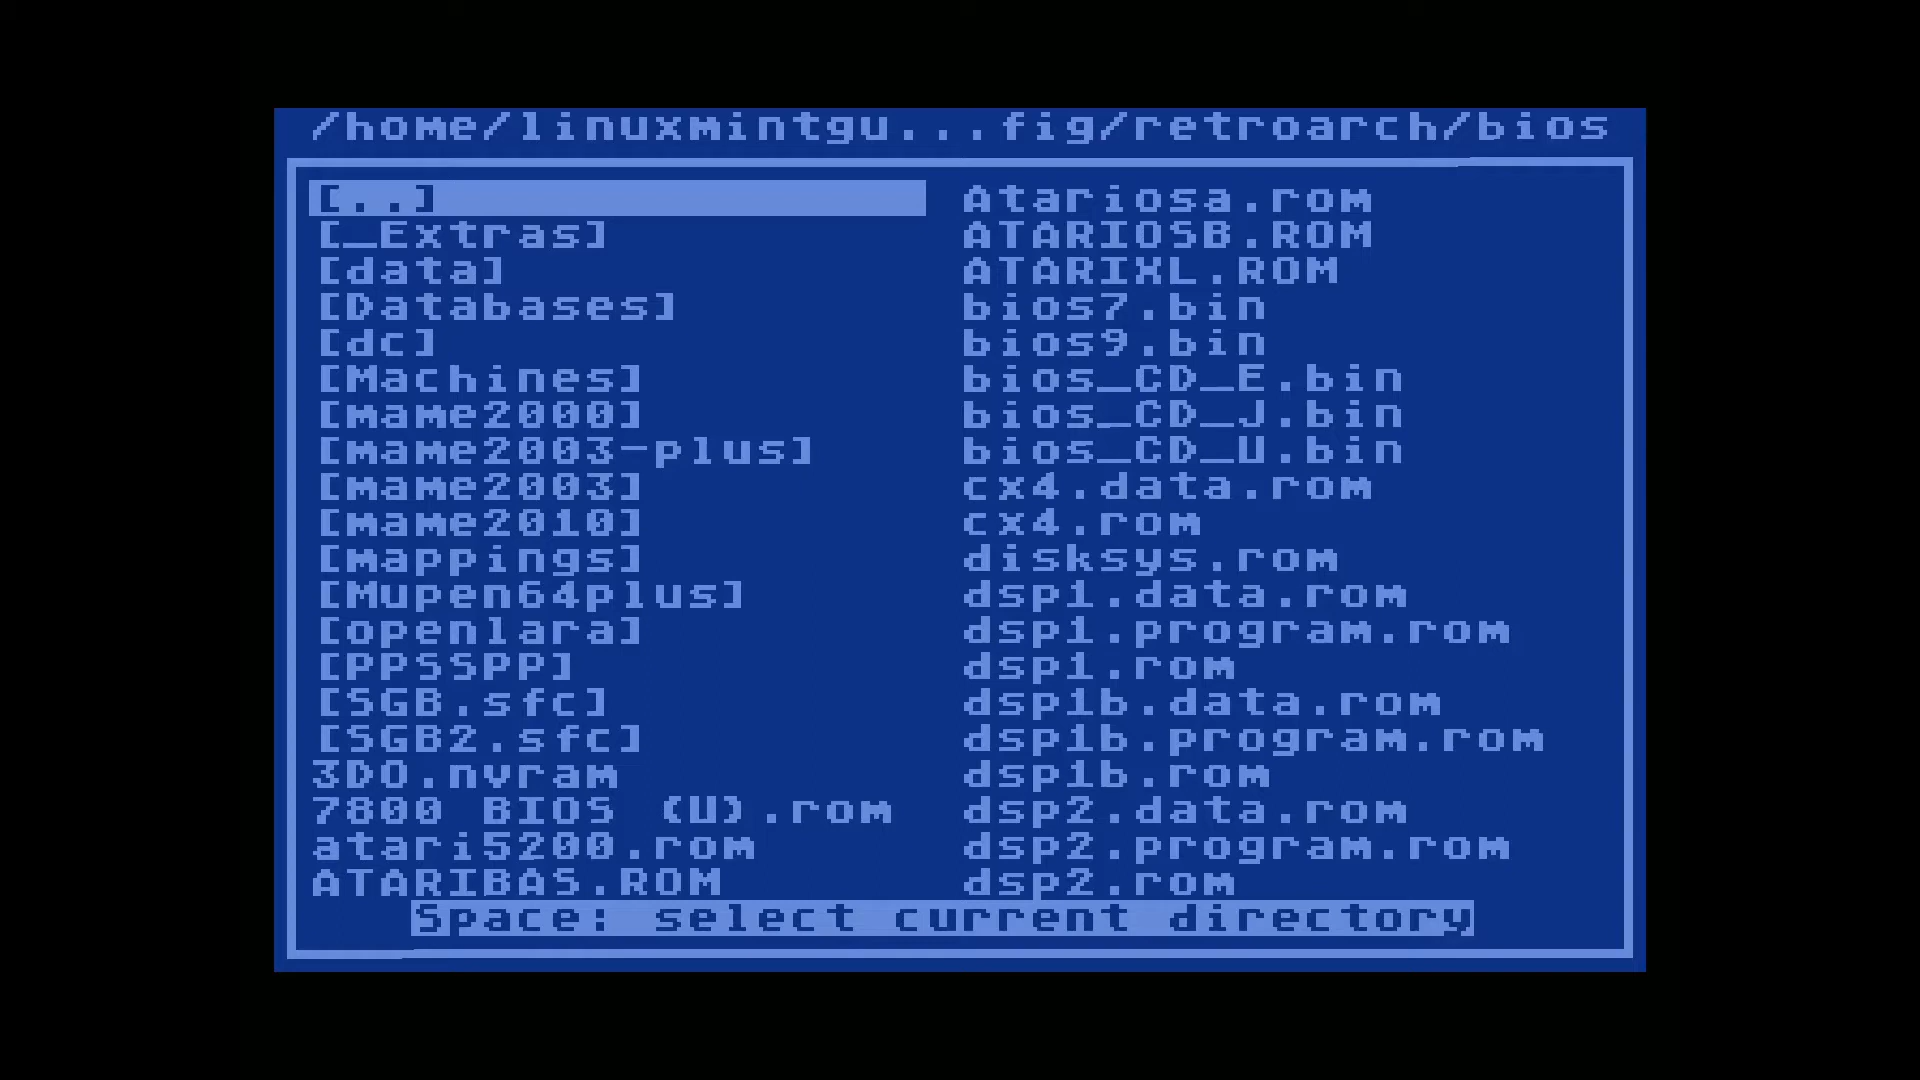 /home/linuxmintgu...fig/retroarch/bios
[..]
[_Extras]
[data]
[Databases]
[dc]
[Machines]
[mame2000]
[mame2003-plus]
[mame2003]
[mame2010]
[mappings]
[Mupen64plus]
[openlara]
[PPSSPP]
[SGB.sfc]
[SGB2.sfc]
3DO.nvram
7800 BIOS (U).rom
atari5200.rom
ATARIBAS.ROM
Atariosa.rom
ATARIOSB.ROM
ATARIXL.ROM
bios7.bin
bios9.bin
bios_CD_E.bin
bios_CD_J.bin
bios_CD_U.bin
cx4.data.rom
cx4.rom
disksys.rom
dsp1.data.rom
dsp1.program.rom
dsp1.rom
dsp1b.data.rom
dsp1b.program.rom
dsp1b.rom
dsp2.data.rom
dsp2.program.rom
dsp2.rom
Space: select current directory